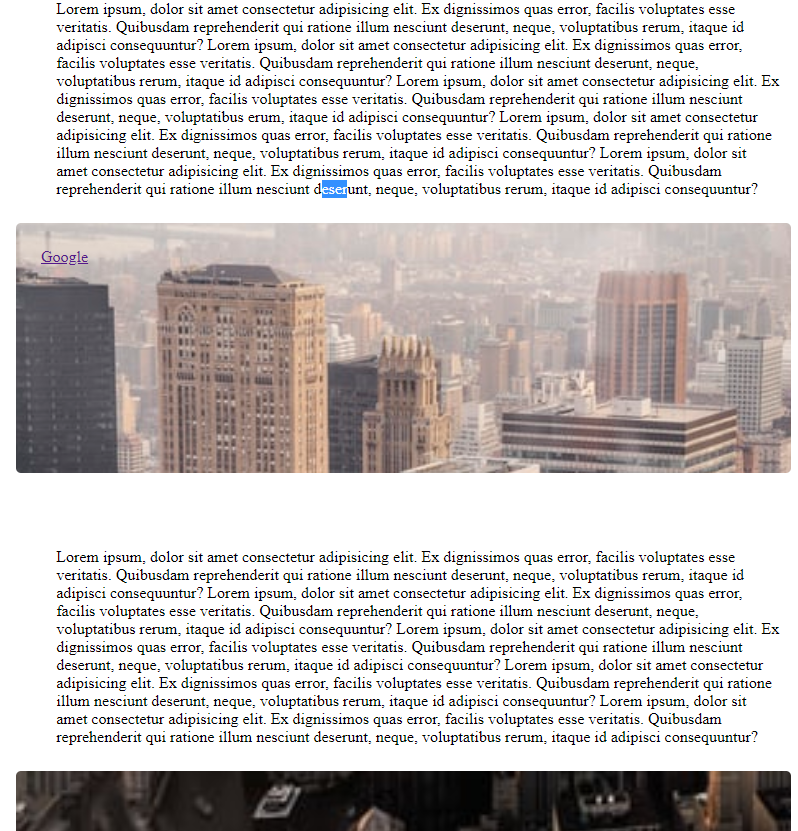 Lorem ipsum, dolor sit amet consectetur adipisicing elit. Ex dignissimos quas error, facilis voluptates esse
veritatis. Quibusdam reprehenderit qui ratione illum nesciunt deserunt, neque, voluptatibus rerum, itaque id
adipisci consequuntur? Lorem ipsum, dolor sit amet consectetur adipisicing elit. Ex dignissimos quas error,
facilis voluptates esse veritatis. Quibusdam reprehenderit qui ratione illum nesciunt deserunt, neque,
voluptatibus rerum, itaque id adipisci consequuntur? Lorem ipsum, dolor sit amet consectetur adipisicing elit. Ex
dignissimos quas error, facilis voluptates esse veritatis. Quibusdam reprehenderit qui ratione illum nesciunt
deserunt, neque, voluptatibus erum, itaque id adipisci consequuntur? Lorem ipsum, dolor sit amet consectetur
adipisicing elit. Ex dignissimos quas error, facilis voluptates esse veritatis. Quibusdam reprehenderit qui ratione
illum nesciunt deserunt, neque, voluptatibus rerum, itaque id adipisci consequuntur? Lorem ipsum, dolor sit
amet consectetur adipisicing elit. Ex dignissimos quas error, facilis voluptates esse veritatis. Quibusdam
reprehenderit qui ratione illum nesciunt deserunt, neque, voluptatibus rerum, itaque id adipisci consequuntur?
Google
Lorem ipsum, dolor sit amet consectetur adipisicing elit. Ex dignissimos quas error, facilis voluptates esse
veritatis. Quibusdam reprehenderit qui ratione illum nesciunt deserunt, neque, voluptatibus rerum, itaque id
adipisci consequuntur? Lorem ipsum, dolor sit amet consectetur adipisicing elit. Ex dignissimos quas error,
facilis voluptates esse veritatis. Quibusdam reprehenderit qui ratione illum nesciunt deserunt, neque,
voluptatibus rerum, itaque id adipisci consequuntur? Lorem ipsum, dolor sit amet consectetur adipisicing elit. Ex
dignissimos quas error, facilis voluptates esse veritatis. Quibusdam reprehenderit qui ratione illum nesciunt
deserunt, neque, voluptatibus rerum, itaque id adipisci consequuntur? Lorem ipsum, dolor sit amet consectetur
adipisicing elit. Ex dignissimos quas error, facilis voluptates esse veritatis. Quibusdam reprehenderit qui ratione
illum nesciunt deserunt, neque, voluptatibus rerum, itaque id adipisci consequuntur? Lorem ipsum, dolor sit
amet consectetur adipisicing elit. Ex dignissimos quas error, facilis voluptates esse veritatis. Quibusdam
reprehenderit qui ratione illum nesciunt deserunt, neque, voluptatibus rerum, itaque id adipisci consequuntur?